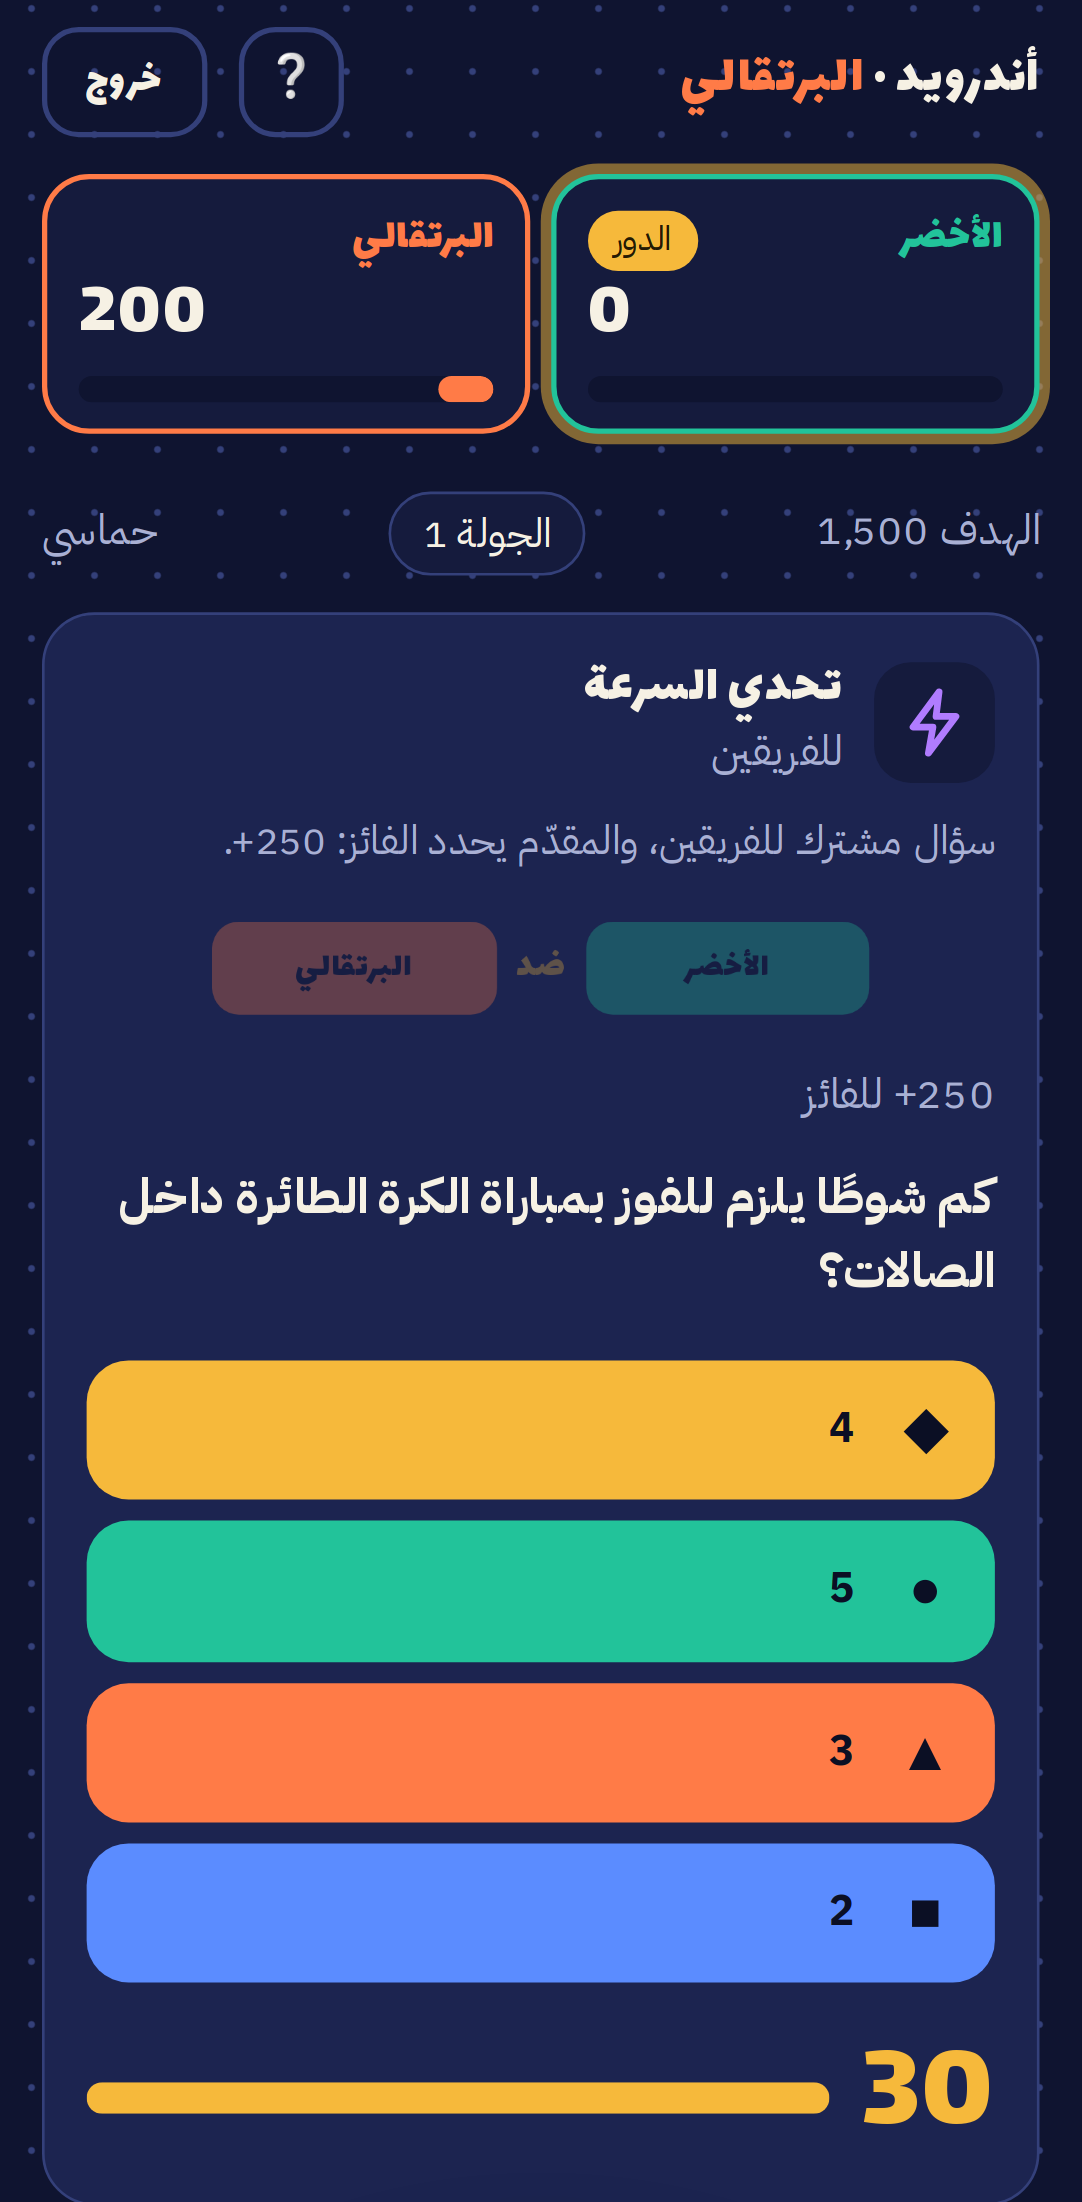 أندرويد • البرتقالي
?
خروج
الأخضر
الدور
0
البرتقالي
200
الهدف 1,500
الجولة 1
حماسي
تحدي السرعة
للفريقين
سؤال مشترك للفريقين، والمقدّم يحدد الفائز: 250+.
الأخضر
ضد
البرتقالي
250+ للفائز
كم شوطًا يلزم للفوز بمباراة الكرة الطائرة داخل
الصالات؟
4
5
3
2
30